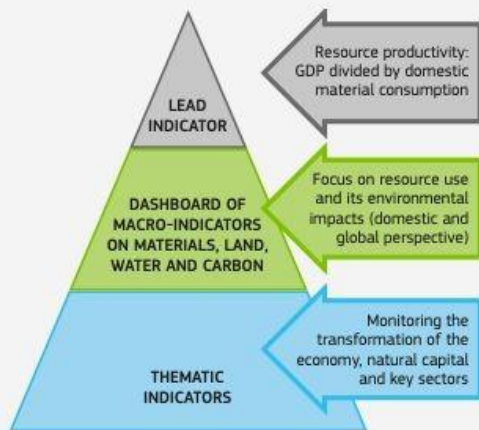 LEAD
INDICATOR
Resource productivity:
GDP divided by domestic
material consumption
DASHBOARD OF
MACRO-INDICATORS
ON MATERIALS, LAND,
WATER AND CARBON
Focus on resource use
and its environmental
impacts (domestic and
global perspective)
THEMATIC
INDICATORS
Monitoring the
transformation of the
economy, natural capital
and key sectors